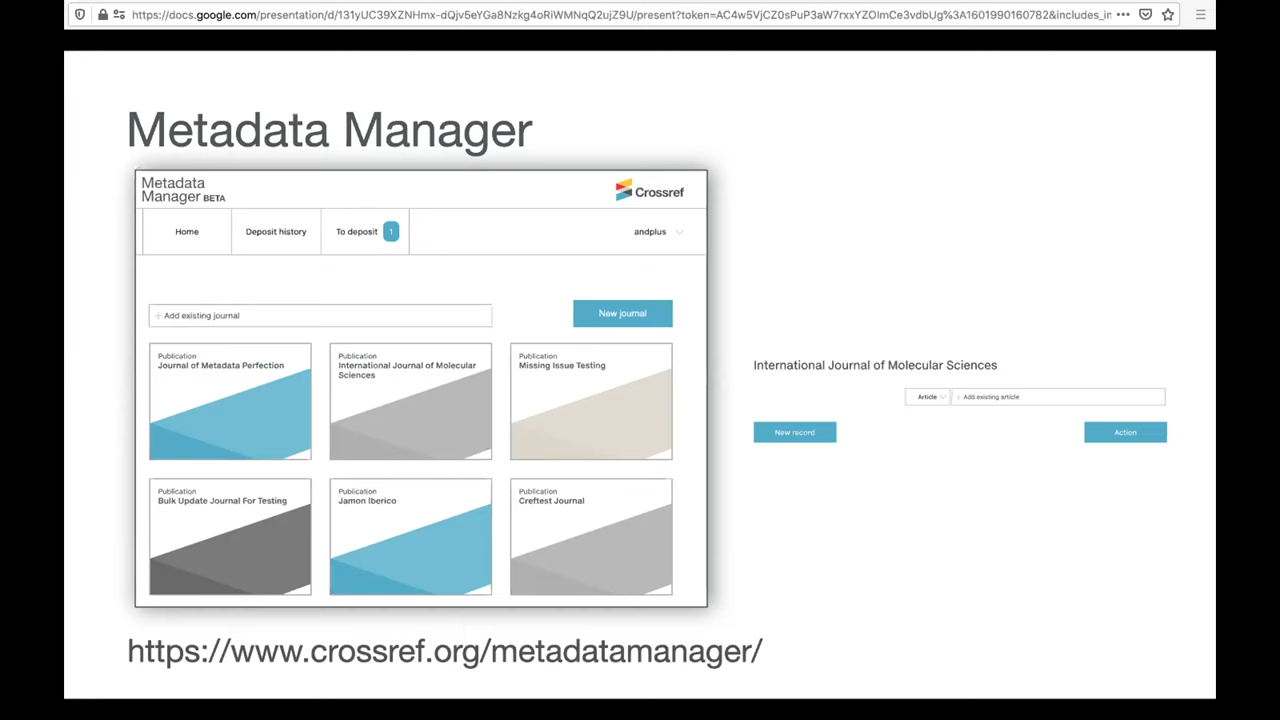 https://docs.google.com/presentation/d/131yUC39XZNHmx-dQjv5eYGa8Nzkg4oRiWMNqQ2ujZ9U/present?token=AC4w5VjCZ0sPuP3aW7rxxYZOlmCe3vdbUg%3A1601990160782&includes_ir
Metadata Manager
Metadata
Manager BETA
Crossref
Home
Deposit history
To deposit 1
andplus
Add existing journal
New journal
Publication
Journal of Metadata Perfection
Publication
International Journal of Molecular
Sciences
Publication
Missing Issue Testing
Publication
Bulk Update Journal For Testing
Publication
Jamon Iberico
Publication
Creftest Journal
International Journal of Molecular Sciences
Article
Add existing article
New record
Action
https://www.crossref.org/metadatamanager/